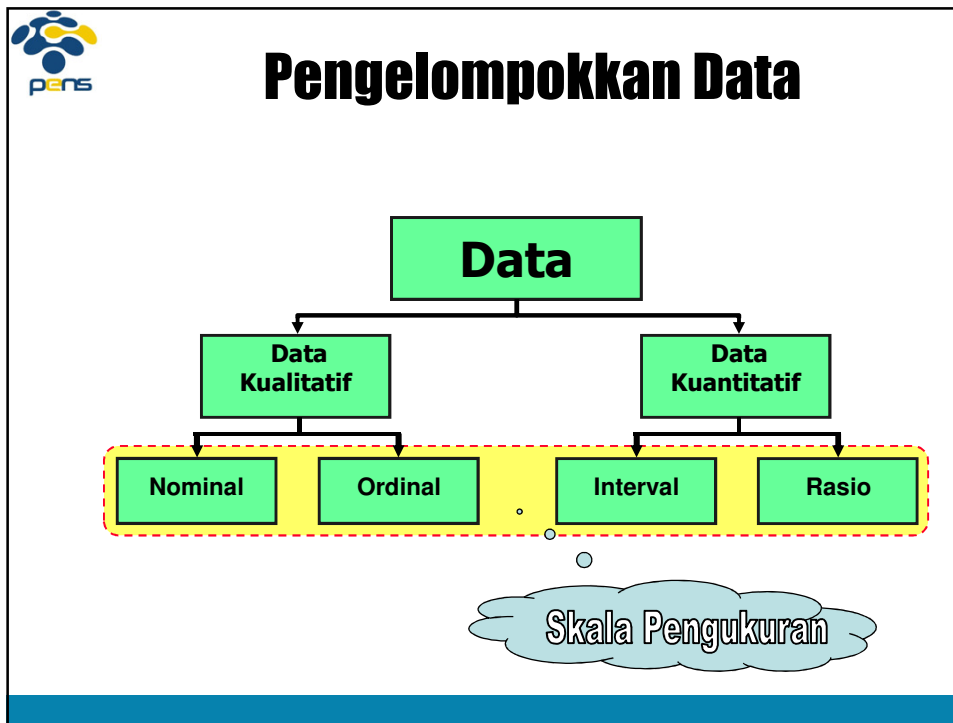 pens
Pengelompokkan Data
Data
Data
Kualitatif
Data
Kuantitatif
Nominal
Ordinal
Interval
Rasio
Skala Pengukuran